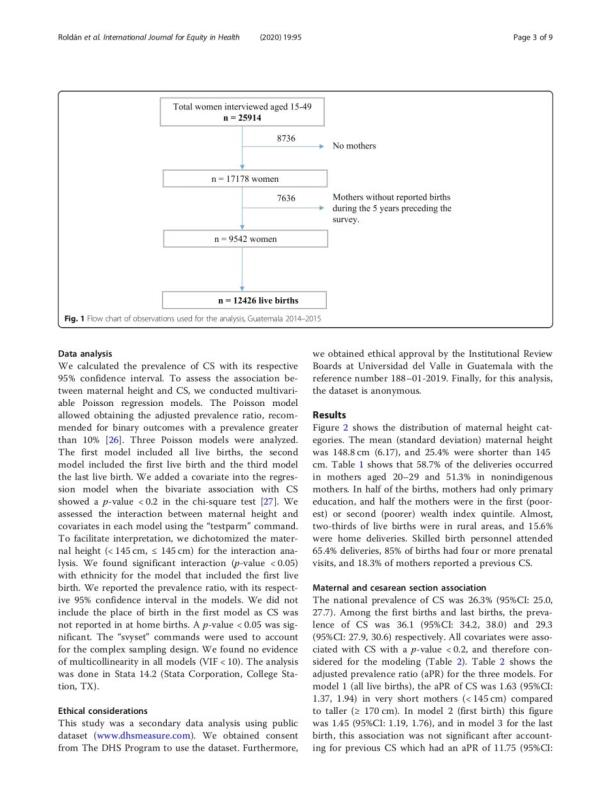 Roldán et al. International Journal for Equity in Health (2020) 19:95 Page 3 of 9
Total women interviewed aged 15-49
n = 25914
8736
No mothers
n = 17178 women
7636
Mothers without reported births
during the 5 years preceding the
survey.
n = 9542 women
n = 12426 live births
Fig. 1 Flow chart of observations used for the analysis, Guatemala 2014–2015
Data analysis
We calculated the prevalence of CS with its respective
95% confidence interval. To assess the association be-
tween maternal height and CS, we conducted multivari-
able Poisson regression models. The Poisson model
allowed obtaining the adjusted prevalence ratio, recom-
mended for binary outcomes with a prevalence greater
than 10% [26]. Three Poisson models were analyzed.
The first model included all live births, the second
model included the first live birth and the third model
the last live birth. We added a covariate into the regres-
sion model when the bivariate association with CS
showed a p-value < 0.2 in the chi-square test [27]. We
assessed the interaction between maternal height and
covariates in each model using the “testparm” command.
To facilitate interpretation, we dichotomized the mater-
nal height (< 145 cm, ≤ 145 cm) for the interaction ana-
lysis. We found significant interaction (p-value < 0.05)
with ethnicity for the model that included the first live
birth. We reported the prevalence ratio, with its respect-
ive 95% confidence interval in the models. We did not
include the place of birth in the first model as CS was
not reported in at home births. A p-value < 0.05 was sig-
nificant. The “svyset” commands were used to account
for the complex sampling design. We found no evidence
of multicollinearity in all models (VIF < 10). The analysis
was done in Stata 14.2 (Stata Corporation, College Sta-
tion, TX).
Ethical considerations
This study was a secondary data analysis using public
dataset (www.dhsmeasure.com). We obtained consent
from The DHS Program to use the dataset. Furthermore,
we obtained ethical approval by the Institutional Review
Boards at Universidad del Valle in Guatemala with the
reference number 188–01-2019. Finally, for this analysis,
the dataset is anonymous.
Results
Figure 2 shows the distribution of maternal height cat-
egories. The mean (standard deviation) maternal height
was 148.8 cm (6.17), and 25.4% were shorter than 145
cm. Table 1 shows that 58.7% of the deliveries occurred
in mothers aged 20–29 and 51.3% in nonindigenous
mothers. In half of the births, mothers had only primary
education, and half the mothers were in the first (poor-
est) or second (poorer) wealth index quintile. Almost,
two-thirds of live births were in rural areas, and 15.6%
were home deliveries. Skilled birth personnel attended
65.4% deliveries, 85% of births had four or more prenatal
visits, and 18.3% of mothers reported a previous CS.
Maternal and cesarean section association
The national prevalence of CS was 26.3% (95%CI: 25.0,
27.7). Among the first births and last births, the preva-
lence of CS was 36.1 (95%CI: 34.2, 38.0) and 29.3
(95%CI: 27.9, 30.6) respectively. All covariates were asso-
ciated with CS with a p-value < 0.2, and therefore con-
sidered for the modeling (Table 2). Table 2 shows the
adjusted prevalence ratio (aPR) for the three models. For
model 1 (all live births), the aPR of CS was 1.63 (95%CI:
1.37, 1.94) in very short mothers (< 145 cm) compared
to taller (≥ 170 cm). In model 2 (first birth) this figure
was 1.45 (95%CI: 1.19, 1.76), and in model 3 for the last
birth, this association was not significant after account-
ing for previous CS which had an aPR of 11.75 (95%CI: